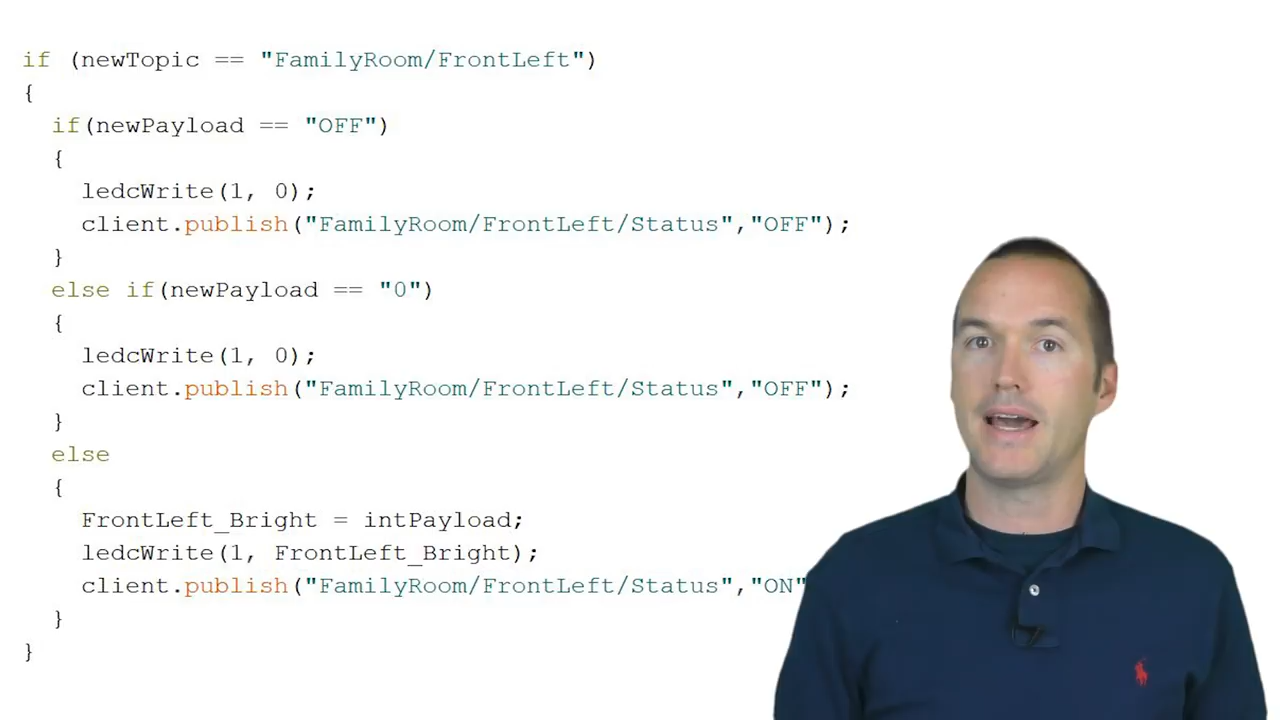 if (newTopic == "FamilyRoom/FrontLeft")
{
if(newPayload == "OFF")
{
ledcWrite(1, 0);
client.publish("FamilyRoom/FrontLeft/Status","OFF");
}
else if(newPayload == "0")
{
ledcWrite(1, 0);
client.publish("FamilyRoom/FrontLeft/Status","OFF");
}
else
{
FrontLeft_Bright = intPayload;
ledcWrite(1, FrontLeft_Bright);
client.publish("FamilyRoom/FrontLeft/Status","ON"
}
}